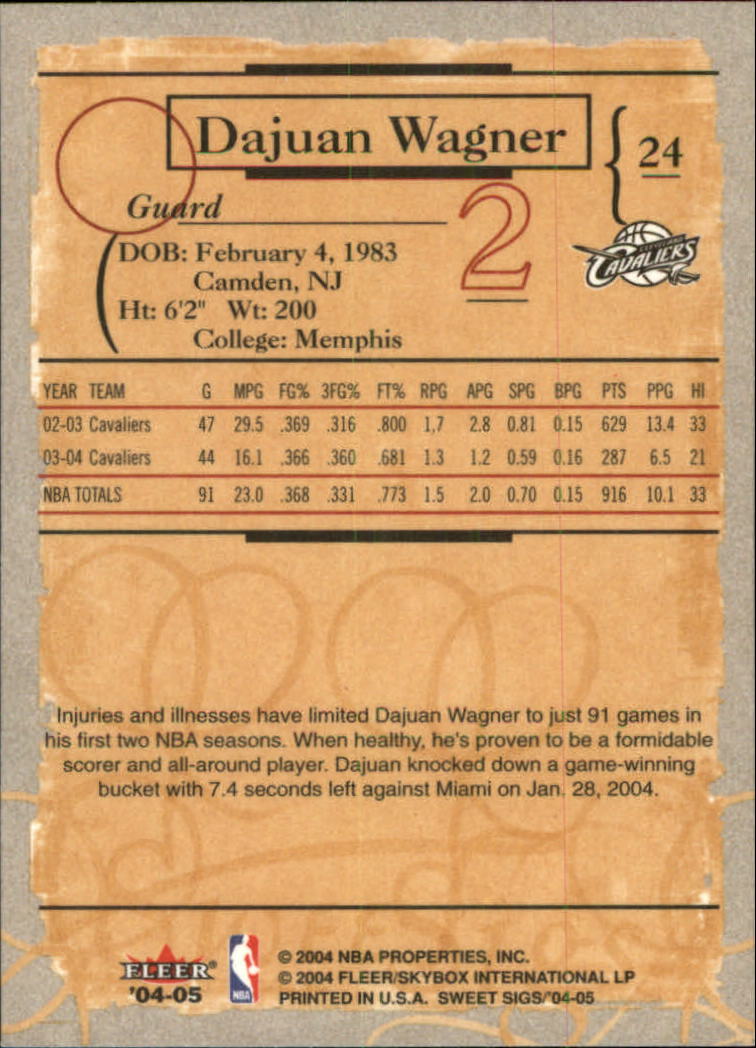 Dajuan Wagner
24
Guard
2
DOB: February 4, 1983
Camden, NJ
Ht: 6'2" Wt: 200
College: Memphis
CAVALIERS
YEAR TEAM G MPG FG% 3FG% FT% RPG APG SPG BPG PTS PPG HI
02-03 Cavaliers 47 29.5 .369 .316 .800 1.7 2.8 0.81 0.15 629 13.4 33
03-04 Cavaliers 44 16.1 .366 .360 .681 1.3 1.2 0.59 0.16 287 6.5 21
NBA TOTALS 91 23.0 .368 .331 .773 1.5 2.0 0.70 0.15 916 10.1 33
Injuries and illnesses have limited Dajuan Wagner to just 91 games in
his first two NBA seasons. When healthy, he's proven to be a formidable
scorer and all-around player. Dajuan knocked down a game-winning
bucket with 7.4 seconds left against Miami on Jan. 28, 2004.
FLEER®
'04-05
NBA
© 2004 NBA PROPERTIES, INC.
© 2004 FLEER/SKYBOX INTERNATIONAL LP
PRINTED IN U.S.A. SWEET SIGS/'04-05